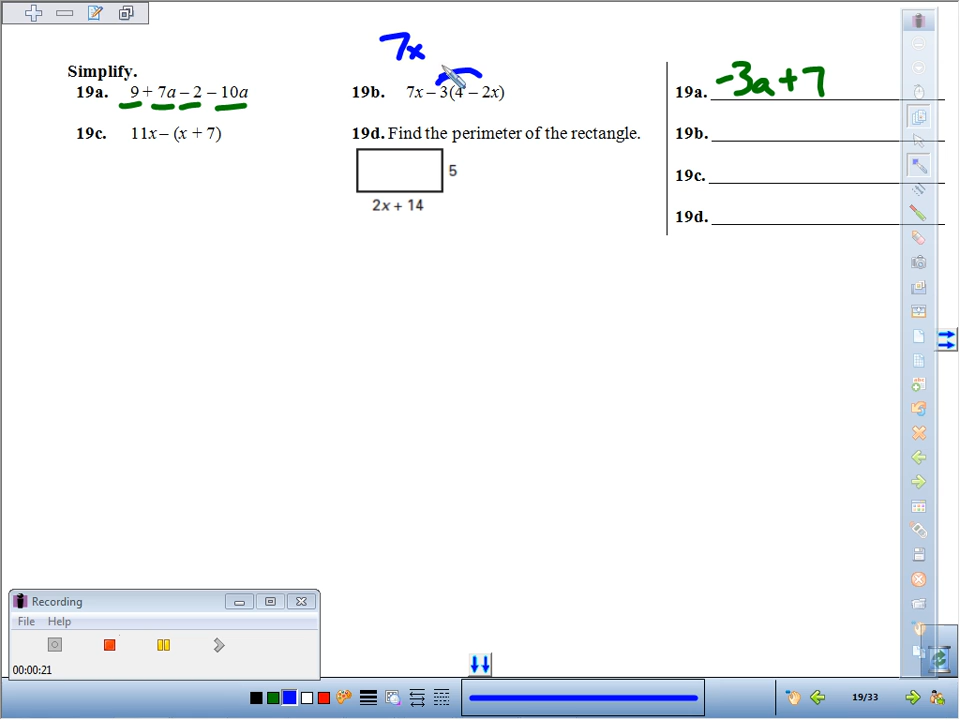 7x
Simplify.
19a. 9 + 7a – 2 – 10a
19b. 7x – 3(4 – 2x)
19a. -3a+7
19c. 11x – (x + 7)
19d. Find the perimeter of the rectangle.
19b.
5
19c.
2x + 14
19d.
Recording
File Help
00:00:21
19/33